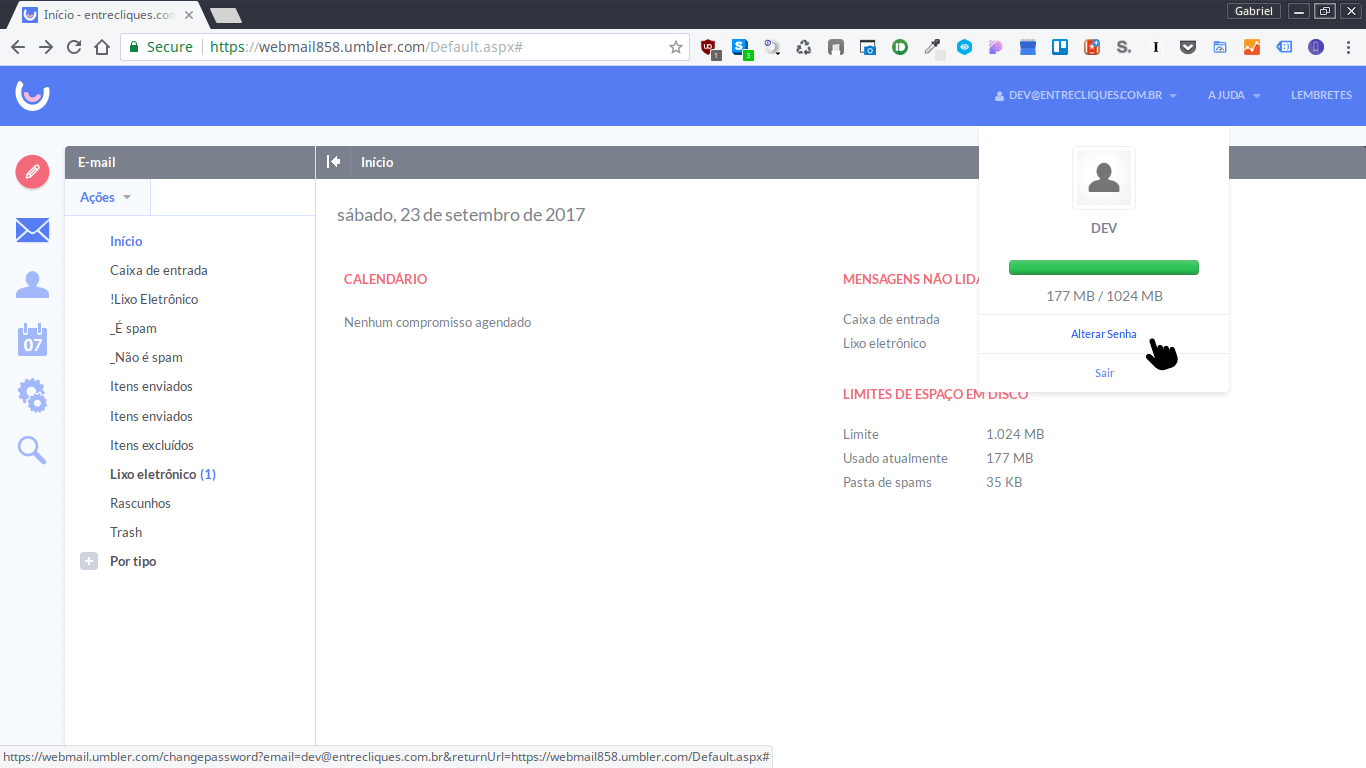 Início - entrecliques.con
Gabriel
Secure
https://webmail858.umbler.com/Default.aspx#
1
3
S.
I
DEV@ENTRECLIQUES.COM.BR
AJUDA
LEMBRETES
E-mail
Início
Ações
sábado, 23 de setembro de 2017
DEV
177 MB / 1024 MB
Alterar Senha
Sair
Início
Caixa de entrada
!Lixo Eletrônico
_É spam
_Não é spam
Itens enviados
Itens enviados
Itens excluídos
Lixo eletrônico (1)
Rascunhos
Trash
Por tipo
07
CALENDÁRIO
Nenhum compromisso agendado
MENSAGENS NÃO LIDA
Caixa de entrada
Lixo eletrônico
LIMITES DE ESPAÇO EM DISCO
Limite 1.024 MB
Usado atualmente 177 MB
Pasta de spams 35 KB
https://webmail.umbler.com/changepassword?email=dev@entrecliques.com.br&returnUrl=https://webmail858.umbler.com/Default.aspx#